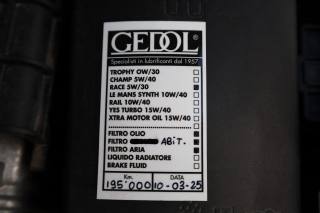 GEDOL®
Specialisti in lubrificanti dal 1957
TROPHY OW/30
CHAMP 5W/40
RACE 5W/30
LE MANS SYNTH 10W/40
RAIL 10W/40
YES TURBO 15W/40
XTRA MOTOR OIL 15W/40
FILTRO OLIO
FILTRO ABIT.
FILTRO ARIA
LIQUIDO RADIATORE
BRAKE FLUID
Km.
195'000 10-03-25